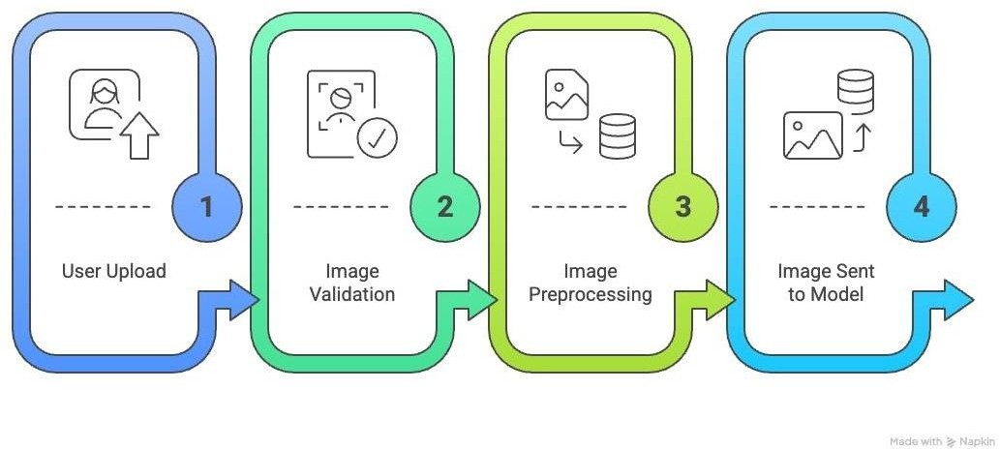 1
2
3
4
User Upload
Image
Validation
Image
Preprocessing
Image Sent
to Model
Made with Napkin